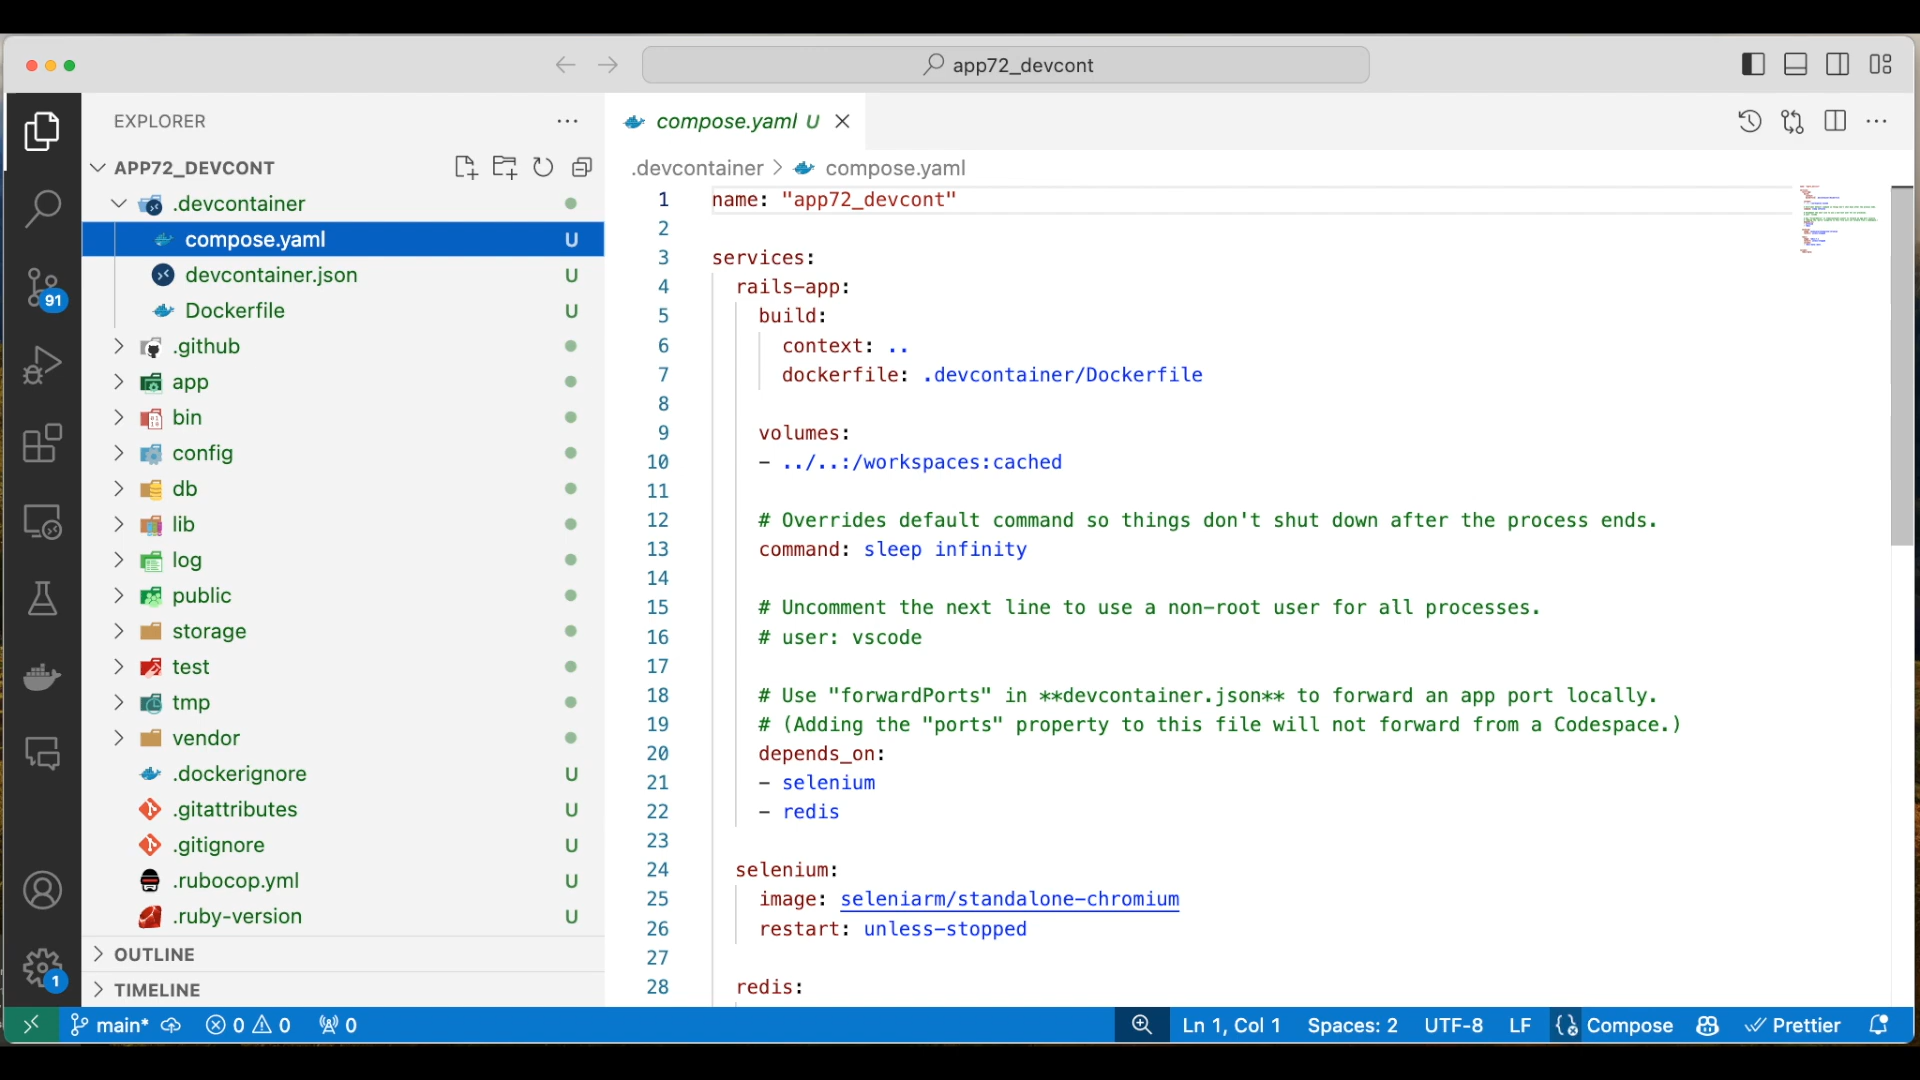 app72_devcont
EXPLORER
APP72_DEVCONT
.devcontainer
compose.yaml U
devcontainer.json U
Dockerfile U
.github
app
bin
config
db
lib
log
public
storage
test
tmp
vendor
.dockerignore U
.gitattributes U
.gitignore U
.rubocop.yml U
.ruby-version U
OUTLINE
TIMELINE
91
1
compose.yaml U
.devcontainer > compose.yaml
1 name: "app72_devcont"
2
3 services:
4 rails-app:
5 build:
6 context: ..
7 dockerfile: .devcontainer/Dockerfile
8
9 volumes:
10 - ../..:/workspaces:cached
11
12 # Overrides default command so things don't shut down after the process ends.
13 command: sleep infinity
14
15 # Uncomment the next line to use a non-root user for all processes.
16 # user: vscode
17
18 # Use "forwardPorts" in **devcontainer.json** to forward an app port locally.
19 # (Adding the "ports" property to this file will not forward from a Codespace.)
20 depends_on:
21 - selenium
22 - redis
23
24 selenium:
25 image: seleniarm/standalone-chromium
26 restart: unless-stopped
27
28 redis:
main* 0 0 0 Ln 1, Col 1 Spaces: 2 UTF-8 LF Compose Prettier